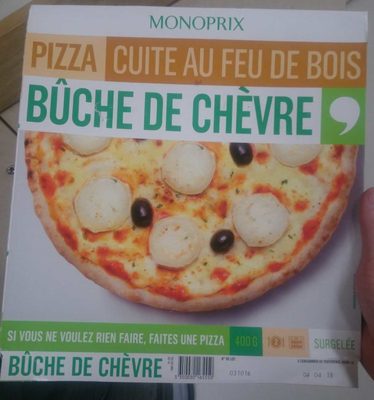 MONOPRIX
PIZZA CUITE AU FEU DE BOIS
BÛCHE DE CHÈVRE
SI VOUS NE VOULEZ RIEN FAIRE, FAITES UNE PIZZA 400 G SURGELÉE
BÛCHE DE CHÈVRE 031016 04 04 18